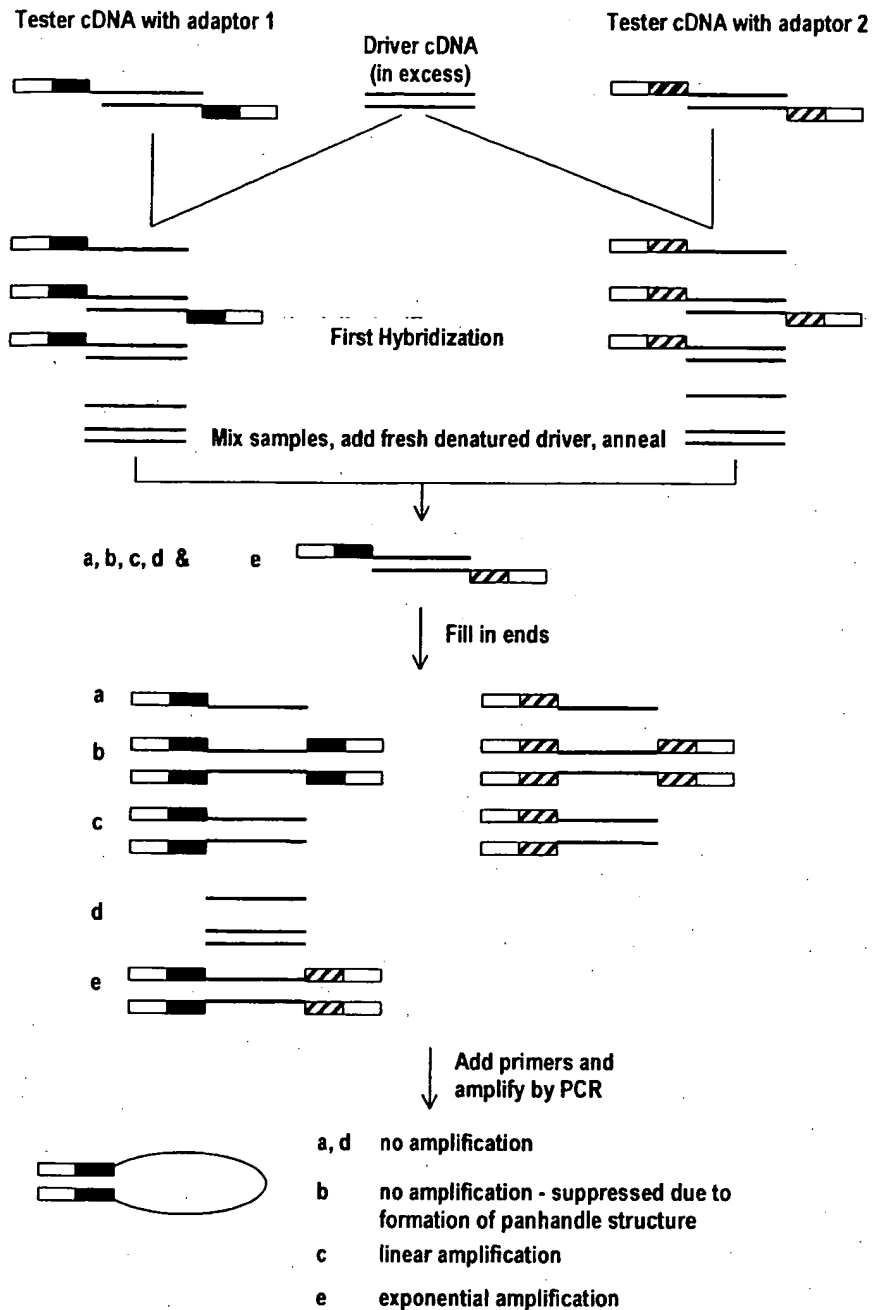 Tester cDNA with adaptor 1
Driver cDNA
(in excess)
Tester cDNA with adaptor 2
First Hybridization
Mix samples, add fresh denatured driver, anneal
a, b, c, d & e
Fill in ends
a
b
c
d
e
Add primers and
amplify by PCR
a, d no amplification
b no amplification - suppressed due to
formation of panhandle structure
c linear amplification
e exponential amplification